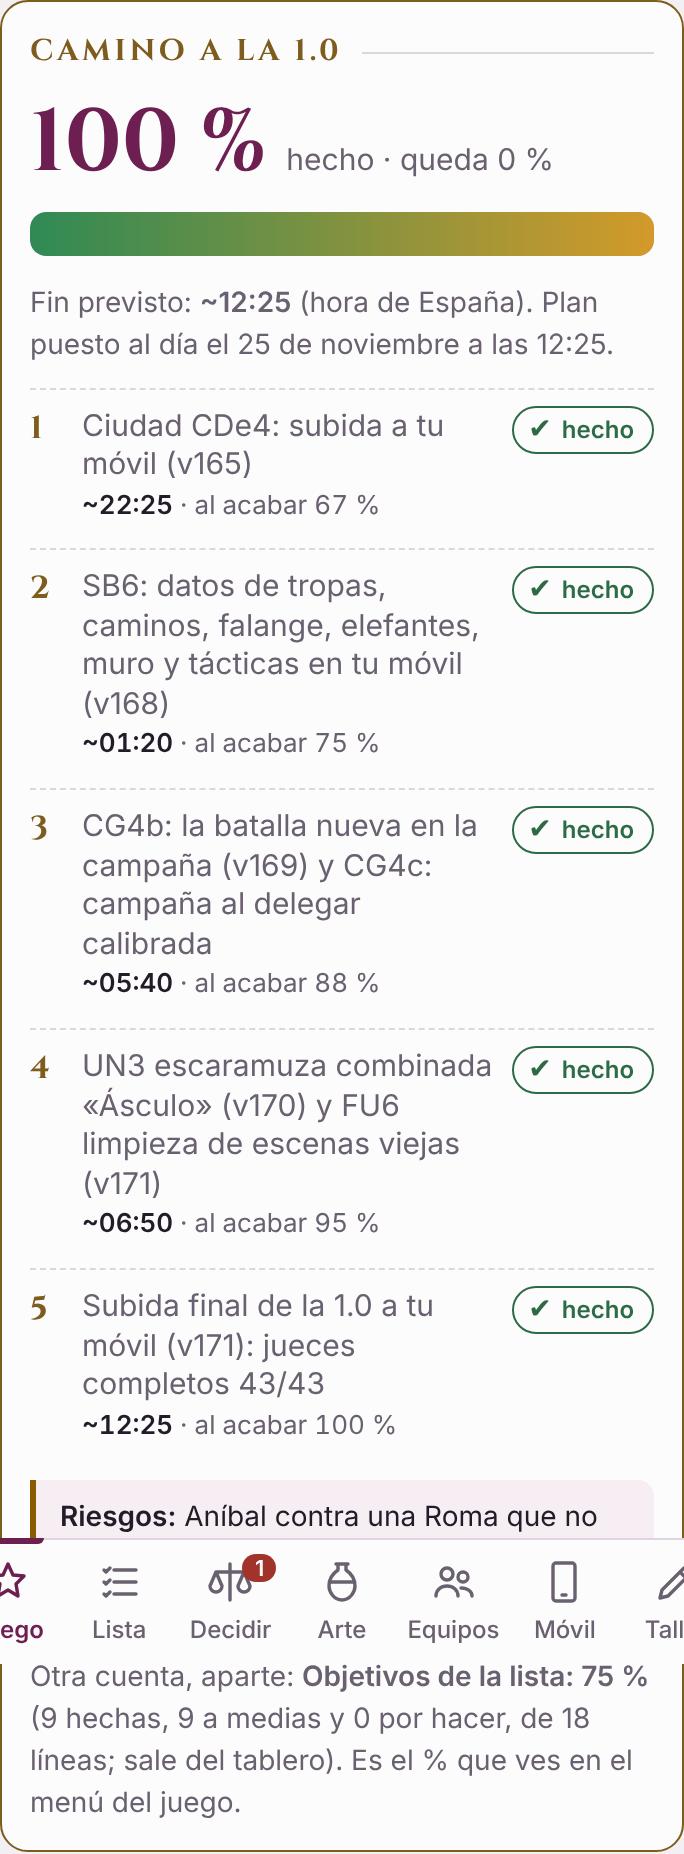 CAMINO A LA 1.0
100 % hecho · queda 0 %
Fin previsto: ~12:25 (hora de España). Plan
puesto al día el 25 de noviembre a las 12:25.
1 Ciudad CDe4: subida a tu ✔ hecho
móvil (v165)
~22:25 · al acabar 67 %
2 SB6: datos de tropas, ✔ hecho
caminos, falange, elefantes,
muro y tácticas en tu móvil
(v168)
~01:20 · al acabar 75 %
3 CG4b: la batalla nueva en la ✔ hecho
campaña (v169) y CG4c:
campaña al delegar
calibrada
~05:40 · al acabar 88 %
4 UN3 escaramuza combinada ✔ hecho
«Ásculo» (v170) y FU6
limpieza de escenas viejas
(v171)
~06:50 · al acabar 95 %
5 Subida final de la 1.0 a tu ✔ hecho
móvil (v171): jueces
completos 43/43
~12:25 · al acabar 100 %
Riesgos: Aníbal contra una Roma que no
1
ego Lista Decidir Arte Equipos Móvil Tall
Otra cuenta, aparte: Objetivos de la lista: 75 %
(9 hechas, 9 a medias y 0 por hacer, de 18
líneas; sale del tablero). Es el % que ves en el
menú del juego.